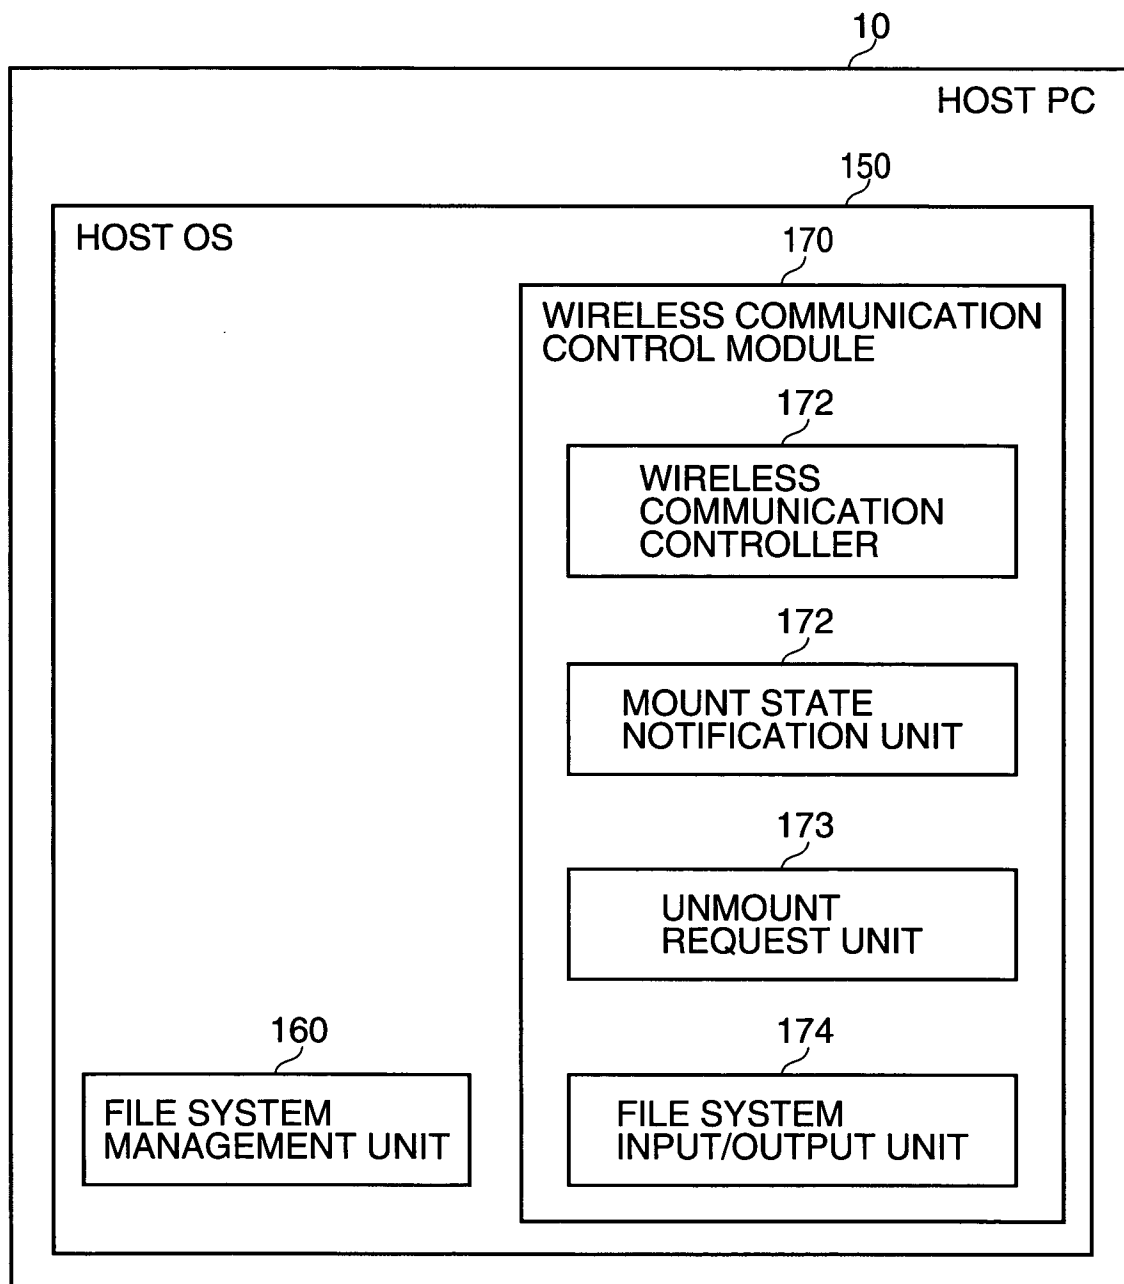 10
HOST PC
150
HOST OS
170
WIRELESS COMMUNICATION
CONTROL MODULE
172
WIRELESS
COMMUNICATION
CONTROLLER
172
MOUNT STATE
NOTIFICATION UNIT
173
UNMOUNT
REQUEST UNIT
160
FILE SYSTEM
MANAGEMENT UNIT
174
FILE SYSTEM
INPUT/OUTPUT UNIT